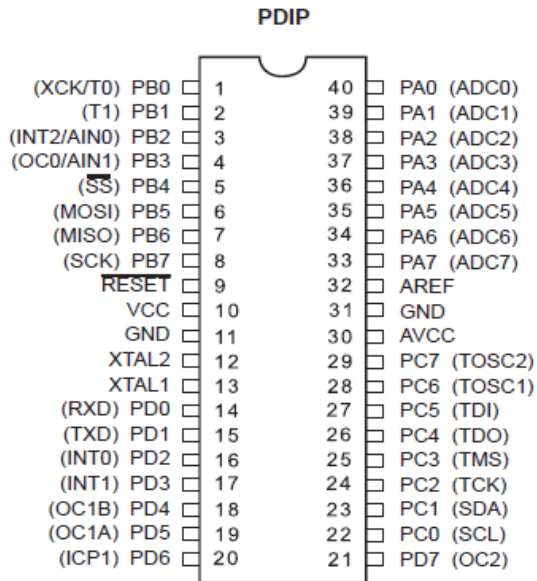 PDIP
(XCK/T0) PB0 1 40 PA0 (ADC0)
(T1) PB1 2 39 PA1 (ADC1)
(INT2/AIN0) PB2 3 38 PA2 (ADC2)
(OC0/AIN1) PB3 4 37 PA3 (ADC3)
(SS) PB4 5 36 PA4 (ADC4)
(MOSI) PB5 6 35 PA5 (ADC5)
(MISO) PB6 7 34 PA6 (ADC6)
(SCK) PB7 8 33 PA7 (ADC7)
RESET 9 32 AREF
VCC 10 31 GND
GND 11 30 AVCC
XTAL2 12 29 PC7 (TOSC2)
XTAL1 13 28 PC6 (TOSC1)
(RXD) PD0 14 27 PC5 (TDI)
(TXD) PD1 15 26 PC4 (TDO)
(INT0) PD2 16 25 PC3 (TMS)
(INT1) PD3 17 24 PC2 (TCK)
(OC1B) PD4 18 23 PC1 (SDA)
(OC1A) PD5 19 22 PC0 (SCL)
(ICP1) PD6 20 21 PD7 (OC2)